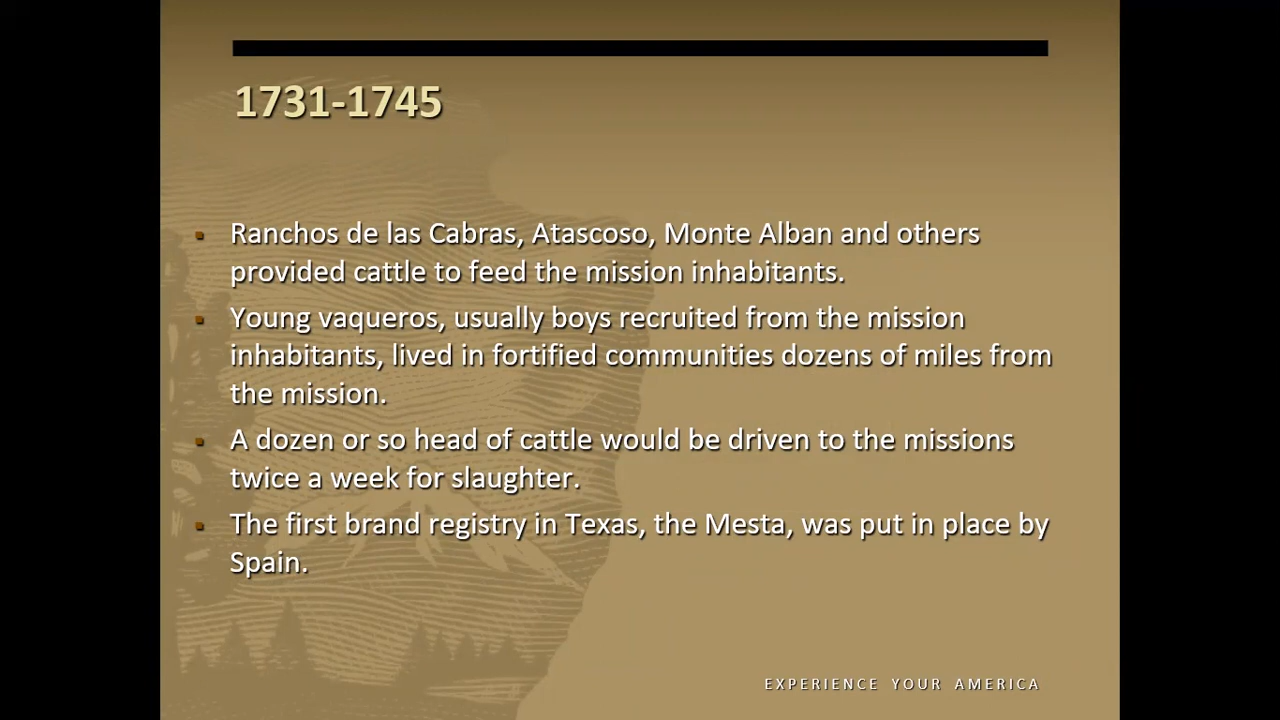 1731-1745
Ranchos de las Cabras, Atascoso, Monte Alban and others
provided cattle to feed the mission inhabitants.
Young vaqueros, usually boys recruited from the mission
inhabitants, lived in fortified communities dozens of miles from
the mission.
A dozen or so head of cattle would be driven to the missions
twice a week for slaughter.
The first brand registry in Texas, the Mesta, was put in place by
Spain.
EXPERIENCE YOUR AMERICA